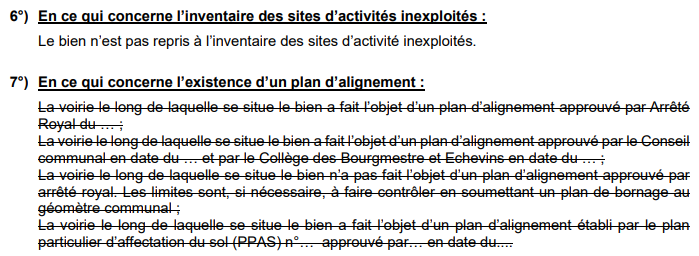 6°) En ce qui concerne l’inventaire des sites d’activités inexploités :
Le bien n’est pas repris à l’inventaire des sites d’activité inexploités.
7°) En ce qui concerne l’existence d’un plan d’alignement :
La voirie le long de laquelle se situe le bien a fait l’objet d’un plan d’alignement approuvé par Arrêté
Royal du … ;
La voirie le long de laquelle se situe le bien a fait l’objet d’un plan d’alignement approuvé par le Conseil
communal en date du … et par le Collège des Bourgmestre et Echevins en date du … ;
La voirie le long de laquelle se situe le bien n’a pas fait l’objet d’un plan d’alignement approuvé par
arrêté royal. Les limites sont, si nécessaire, à faire contrôler en soumettant un plan de bornage au
géomètre communal ;
La voirie le long de laquelle se situe le bien a fait l’objet d’un plan d’alignement établi par le plan
particulier d’affectation du sol (PPAS) n°… approuvé par… en date du....